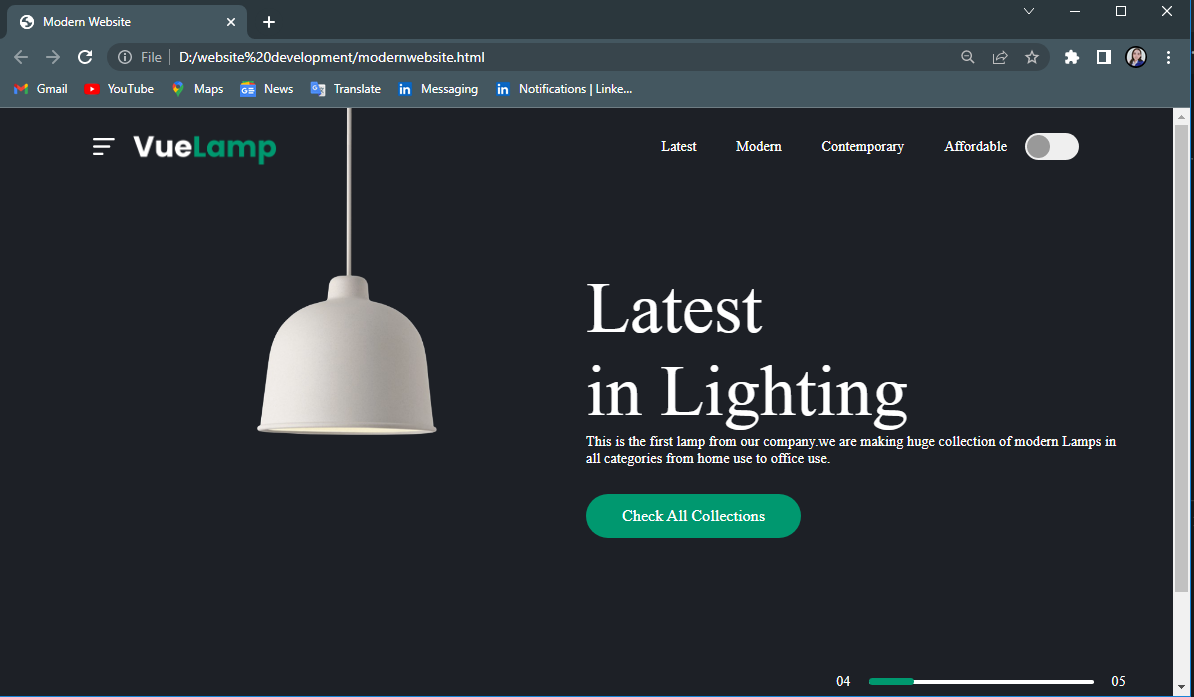 Modern Website
File D:/website%20development/modernwebsite.html
Gmail YouTube Maps News Translate Messaging Notifications | Linke...
VueLamp Latest Modern Contemporary Affordable
Latest
in Lighting
This is the first lamp from our company.we are making huge collection of modern Lamps in
all categories from home use to office use.
Check All Collections
04 05